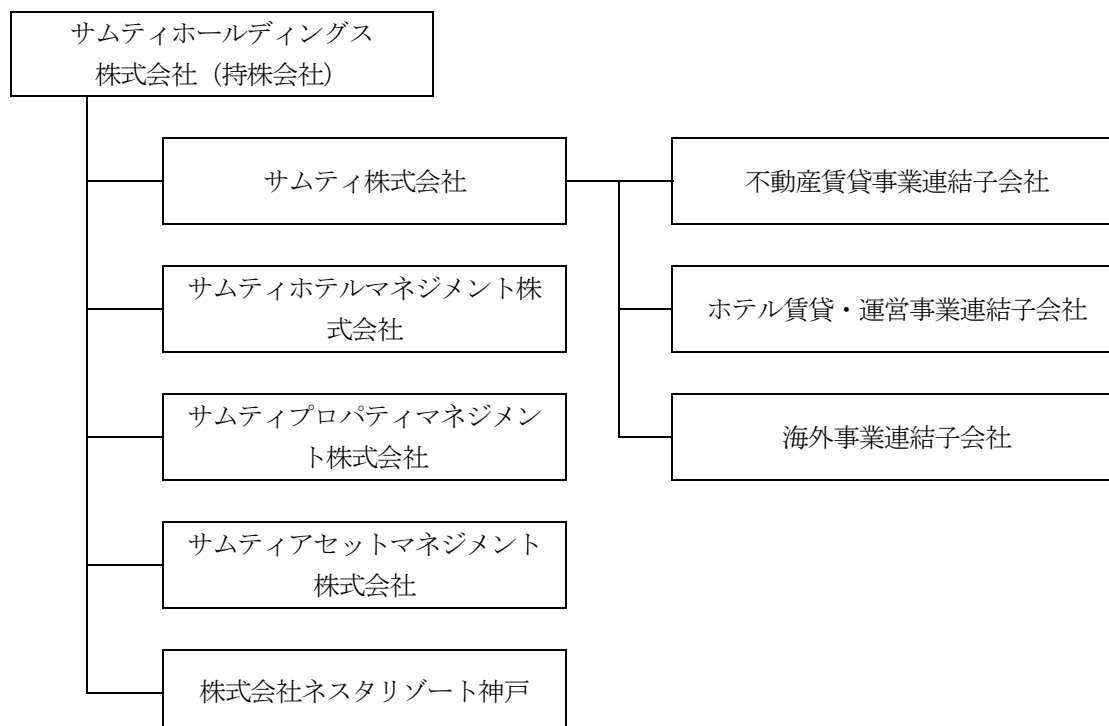 サムティホールディングス
株式会社（持株会社）
サムティ株式会社
不動産賃貸事業連結子会社
サムティホテルマネジメント株
式会社
ホテル賃貸・運営事業連結子会社
サムティプロパティマネジメン
ト株式会社
海外事業連結子会社
サムティアセットマネジメント
株式会社
株式会社ネスタリゾート神戸